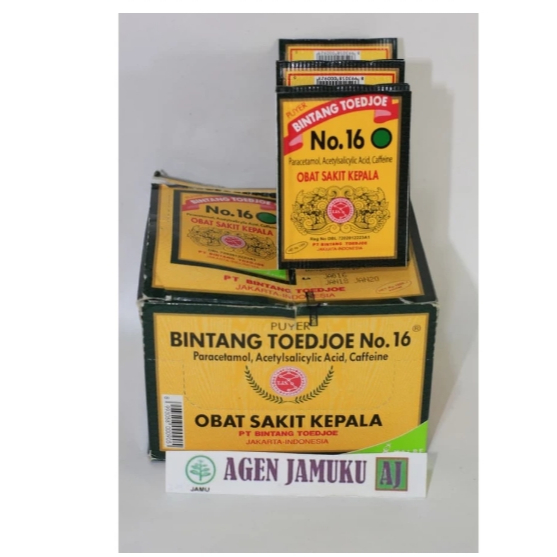 PUYER
BINTANG TOEDJOE
No. 16
Paracetamol, Acetylsalicylic Acid, Caffeine
OBAT SAKIT KEPALA
PT BINTANG TOEDJOE
JAKARTA-INDONESIA
BINTANG TOEDJOE
No. 16
OBAT SAKIT KEPALA
PT. BINTANG TOEDJOE
JAKARTA-INDONESIA
PUYER
BINTANG TOEDJOE No. 16®
Paracetamol, Acetylsalicylic Acid, Caffeine
OBAT SAKIT KEPALA
PT BINTANG TOEDJOE
JAKARTA-INDONESIA
JAMU
AGEN JAMUKU AJ